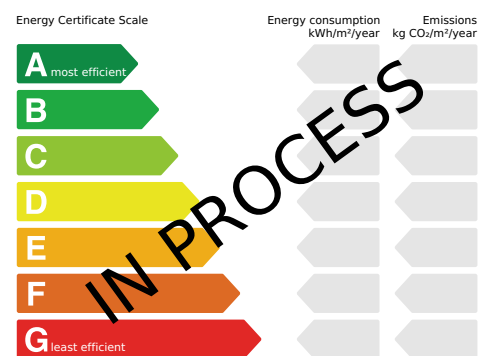 Energy Certificate Scale
Energy consumption
kWh/m²/year
Emissions
kg CO₂/m²/year
A most efficient
B
C
D
E
F
G least efficient
IN PROCESS